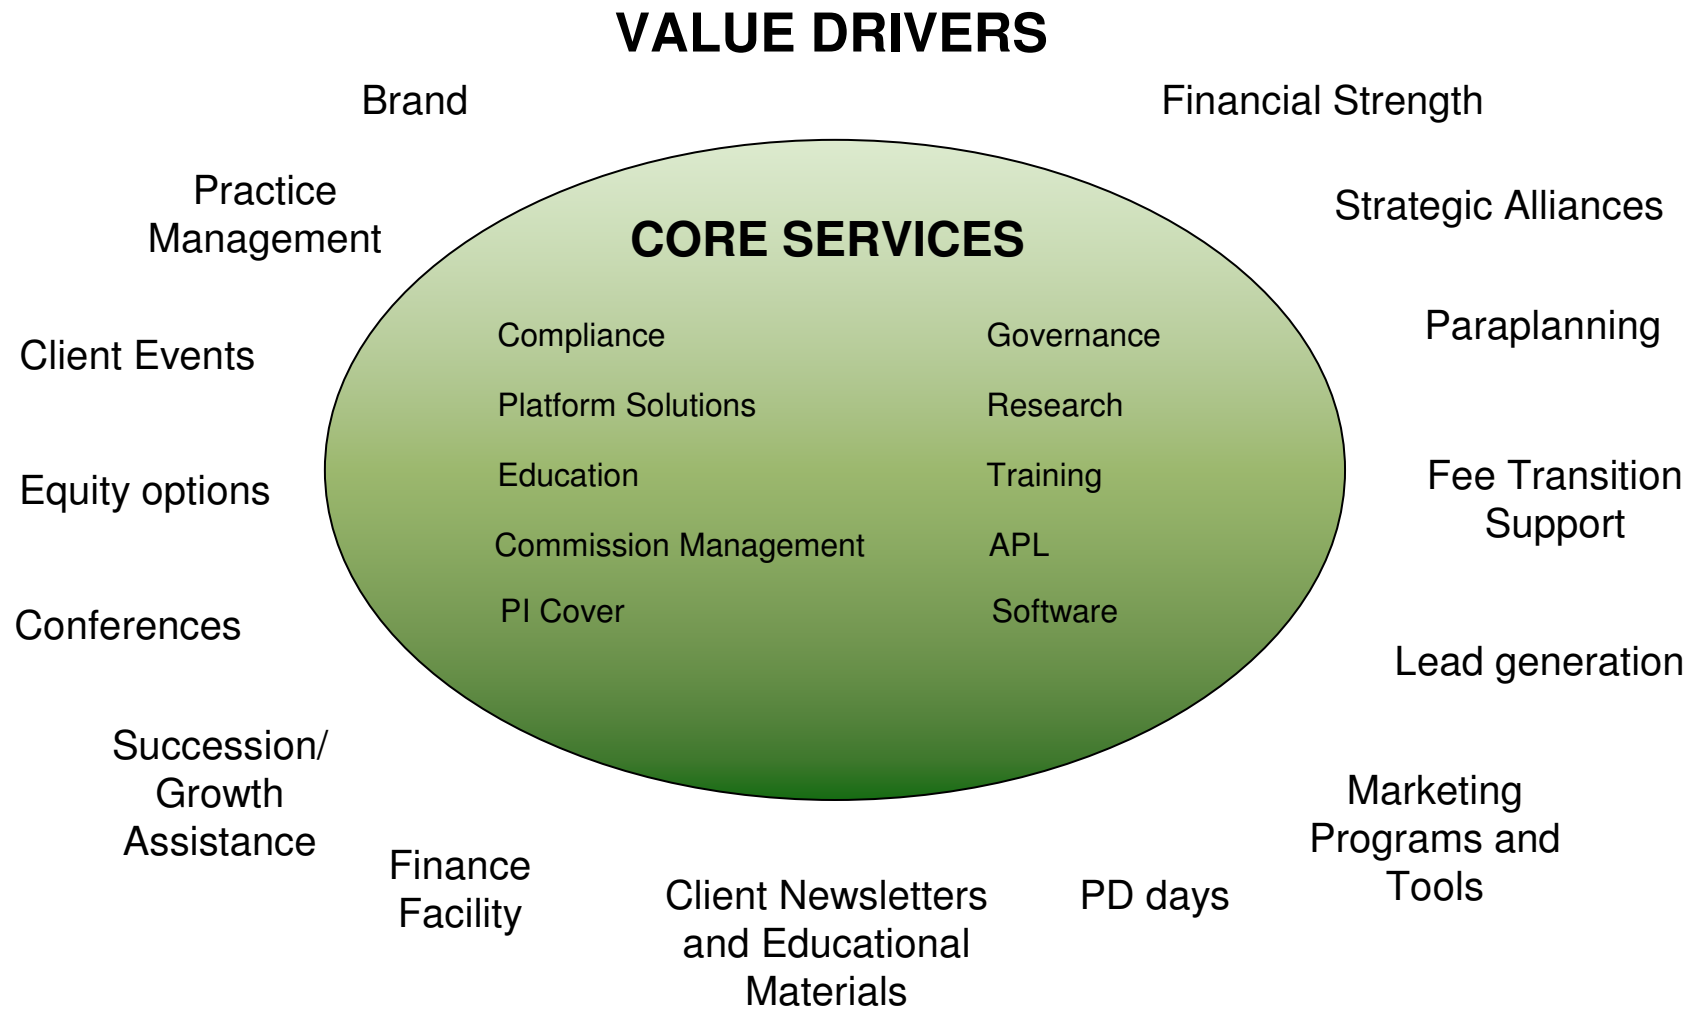 VALUE DRIVERS
Brand
Financial Strength
Practice
Management
Strategic Alliances
CORE SERVICES
Client Events
Paraplanning
Compliance
Governance
Platform Solutions
Research
Equity options
Education
Training
Fee Transition
Support
Commission Management
APL
PI Cover
Software
Conferences
Lead generation
Succession/
Growth
Assistance
Marketing
Programs and
Tools
Finance
Facility
Client Newsletters
and Educational
Materials
PD days